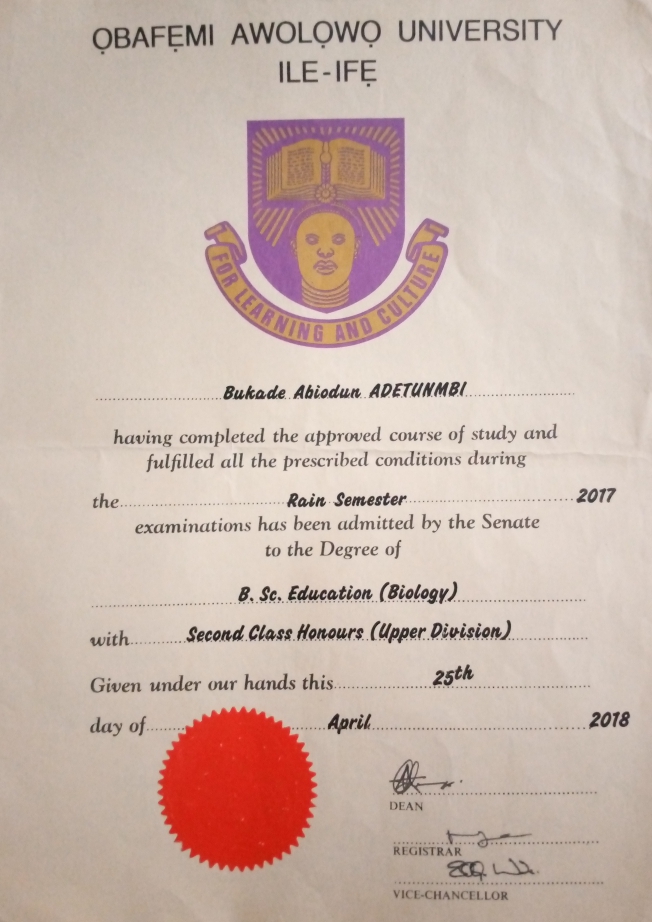 ỌBAFẸMI AWOLỌWỌ UNIVERSITY
ILE-IFẸ
FOR LEARNING AND CULTURE
Bukade Abiodun ADETUNMBI
having completed the approved course of study and
fulfilled all the prescribed conditions during
the Rain Semester 2017
examinations has been admitted by the Senate
to the Degree of
B. Sc. Education (Biology)
with Second Class Honours (Upper Division)
Given under our hands this 25th
day of April 2018
DEAN
REGISTRAR
VICE-CHANCELLOR